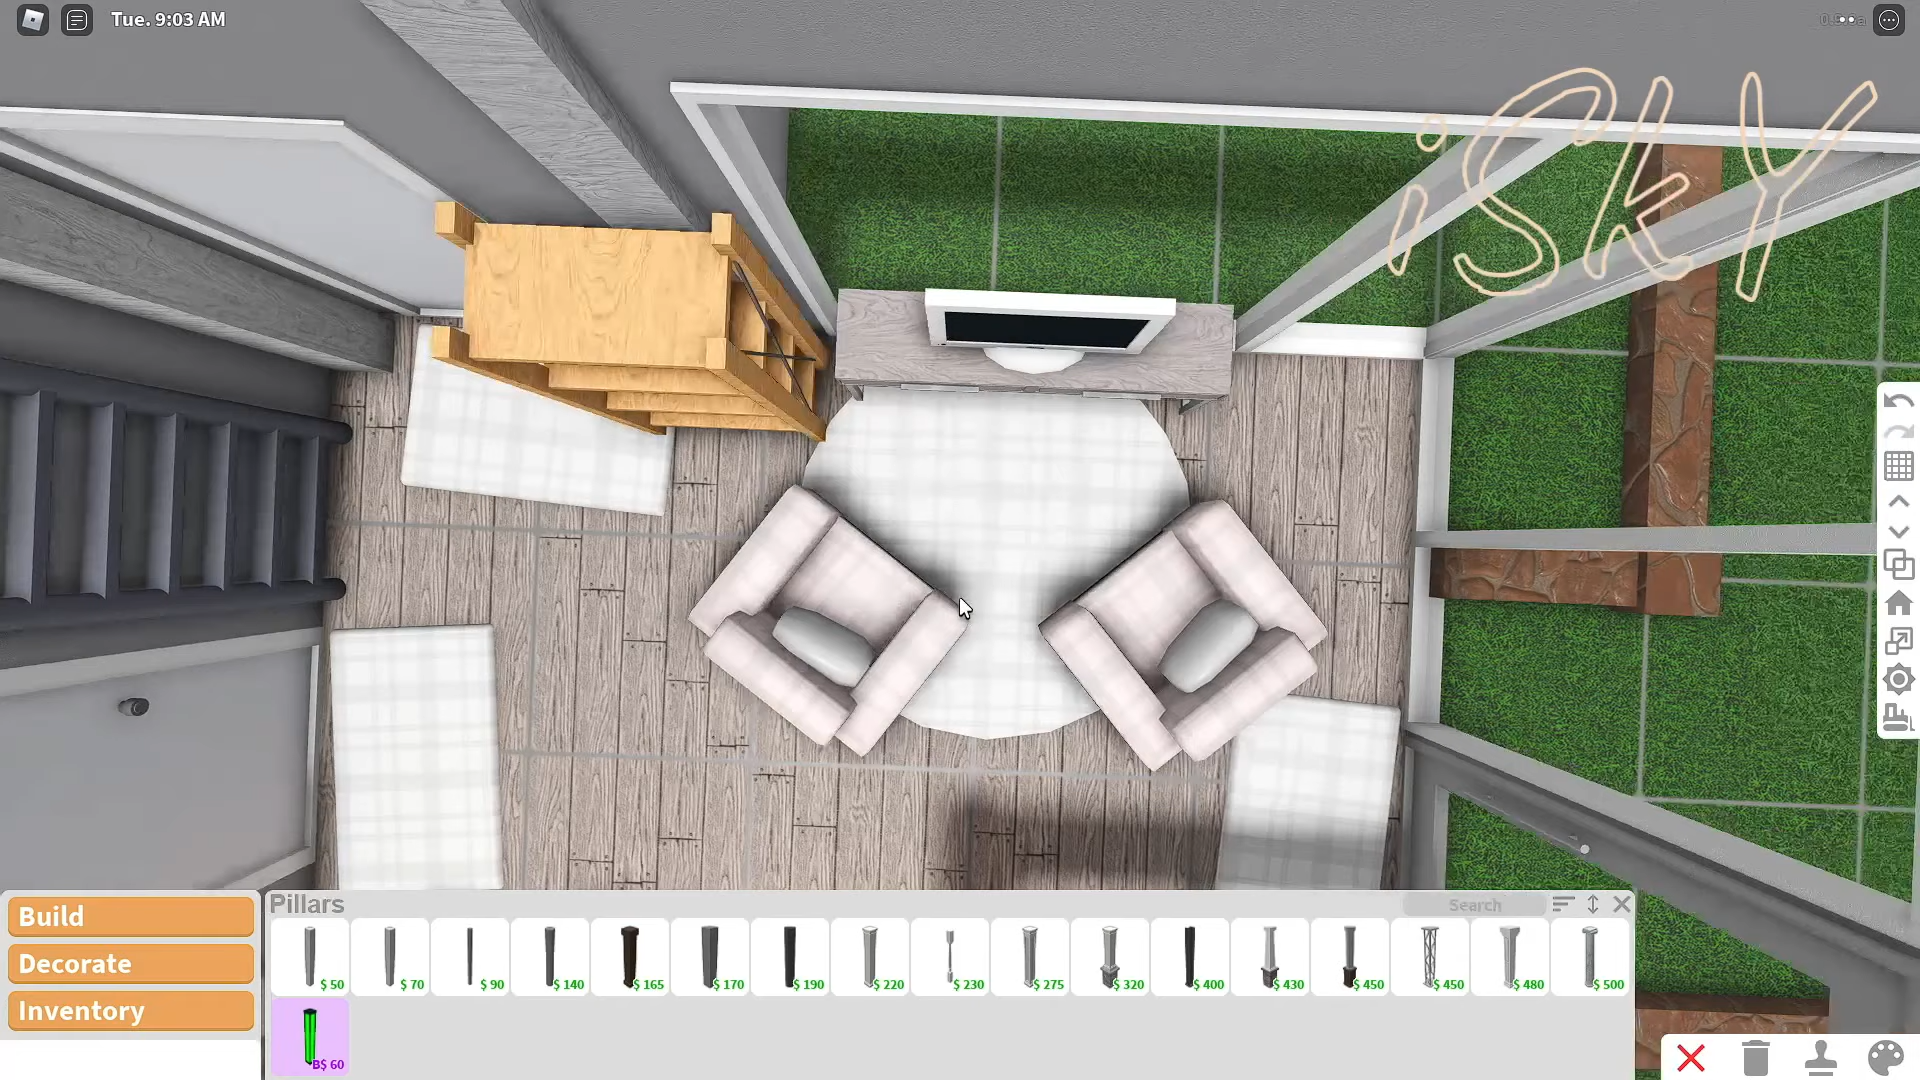 Tue. 9:03 AM
iSkY
Build
Decorate
Inventory
Pillars
Search
$ 50
$ 70
$ 90
$ 140
$ 165
$ 170
$ 190
$ 220
$ 230
$ 275
$ 320
$ 400
$ 430
$ 450
$ 450
$ 480
$ 500
B$ 60